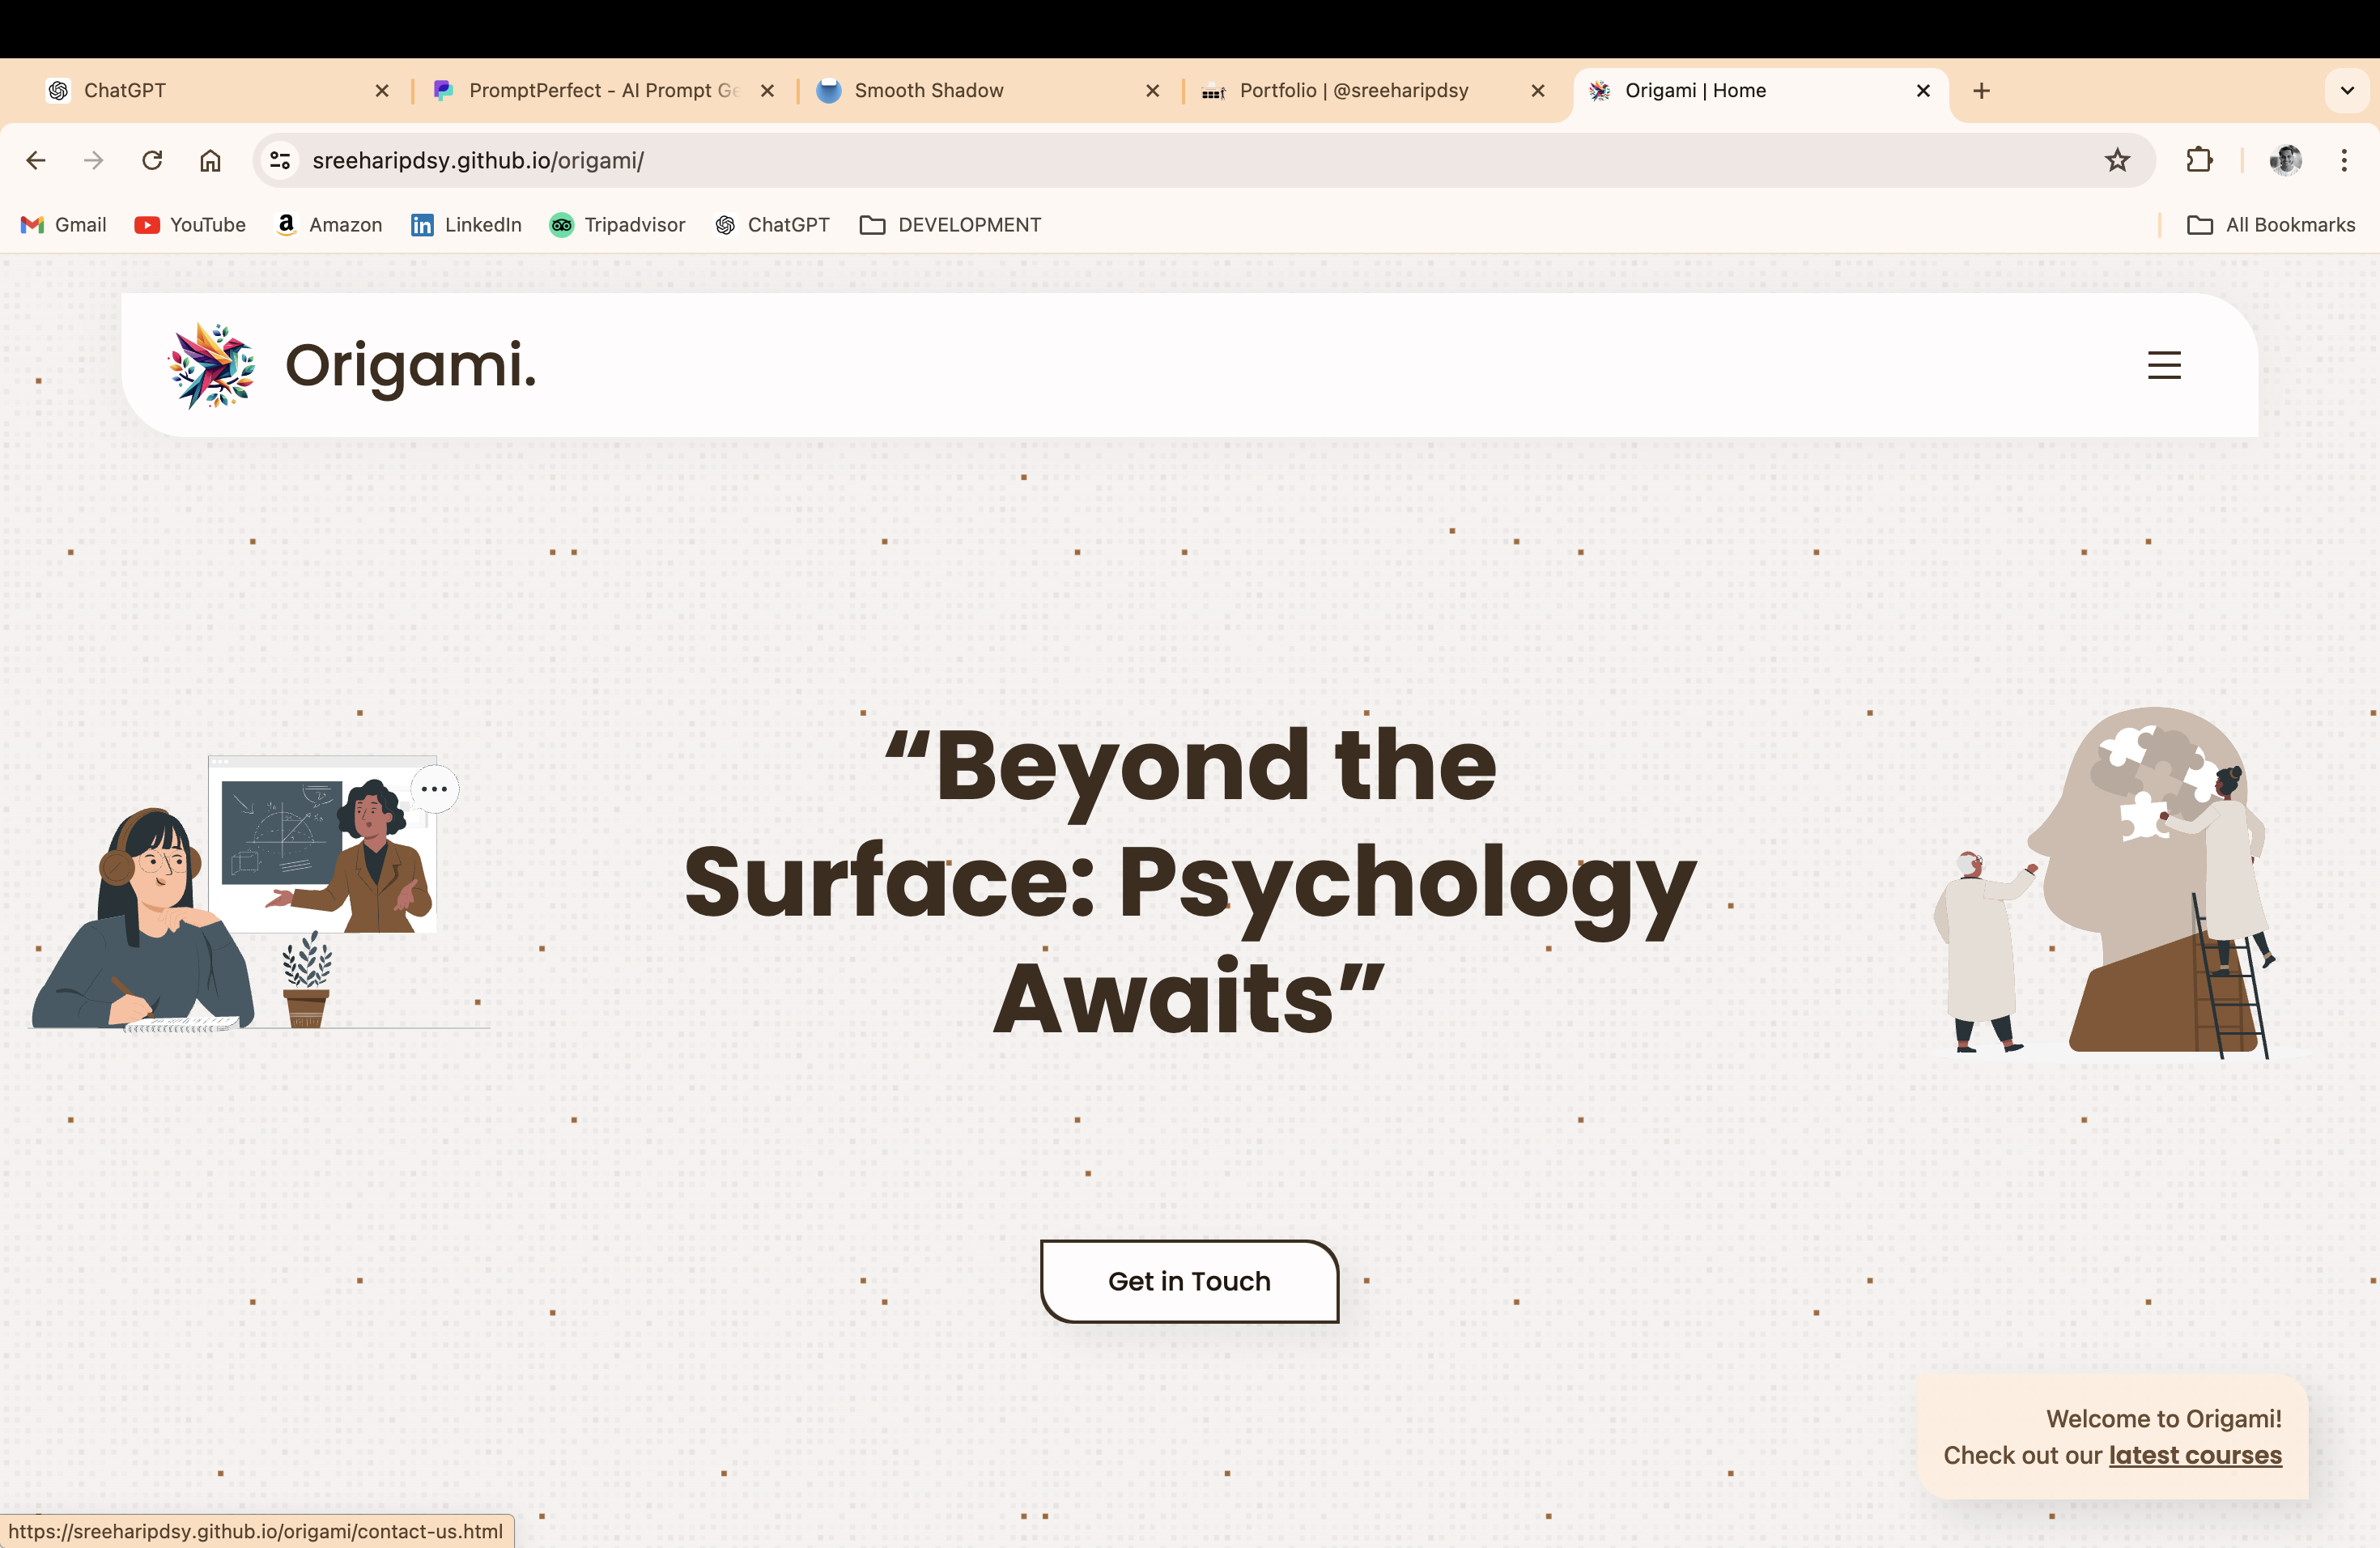 ChatGPT
PromptPerfect - AI Prompt Ge
Smooth Shadow
Portfolio | @sreeharipdsy
Origami | Home
sreeharipdsy.github.io/origami/
Gmail
YouTube
Amazon
LinkedIn
Tripadvisor
ChatGPT
DEVELOPMENT
All Bookmarks
Origami.
“Beyond the
Surface: Psychology
Awaits”
Get in Touch
Welcome to Origami!
Check out our latest courses
https://sreeharipdsy.github.io/origami/contact-us.html